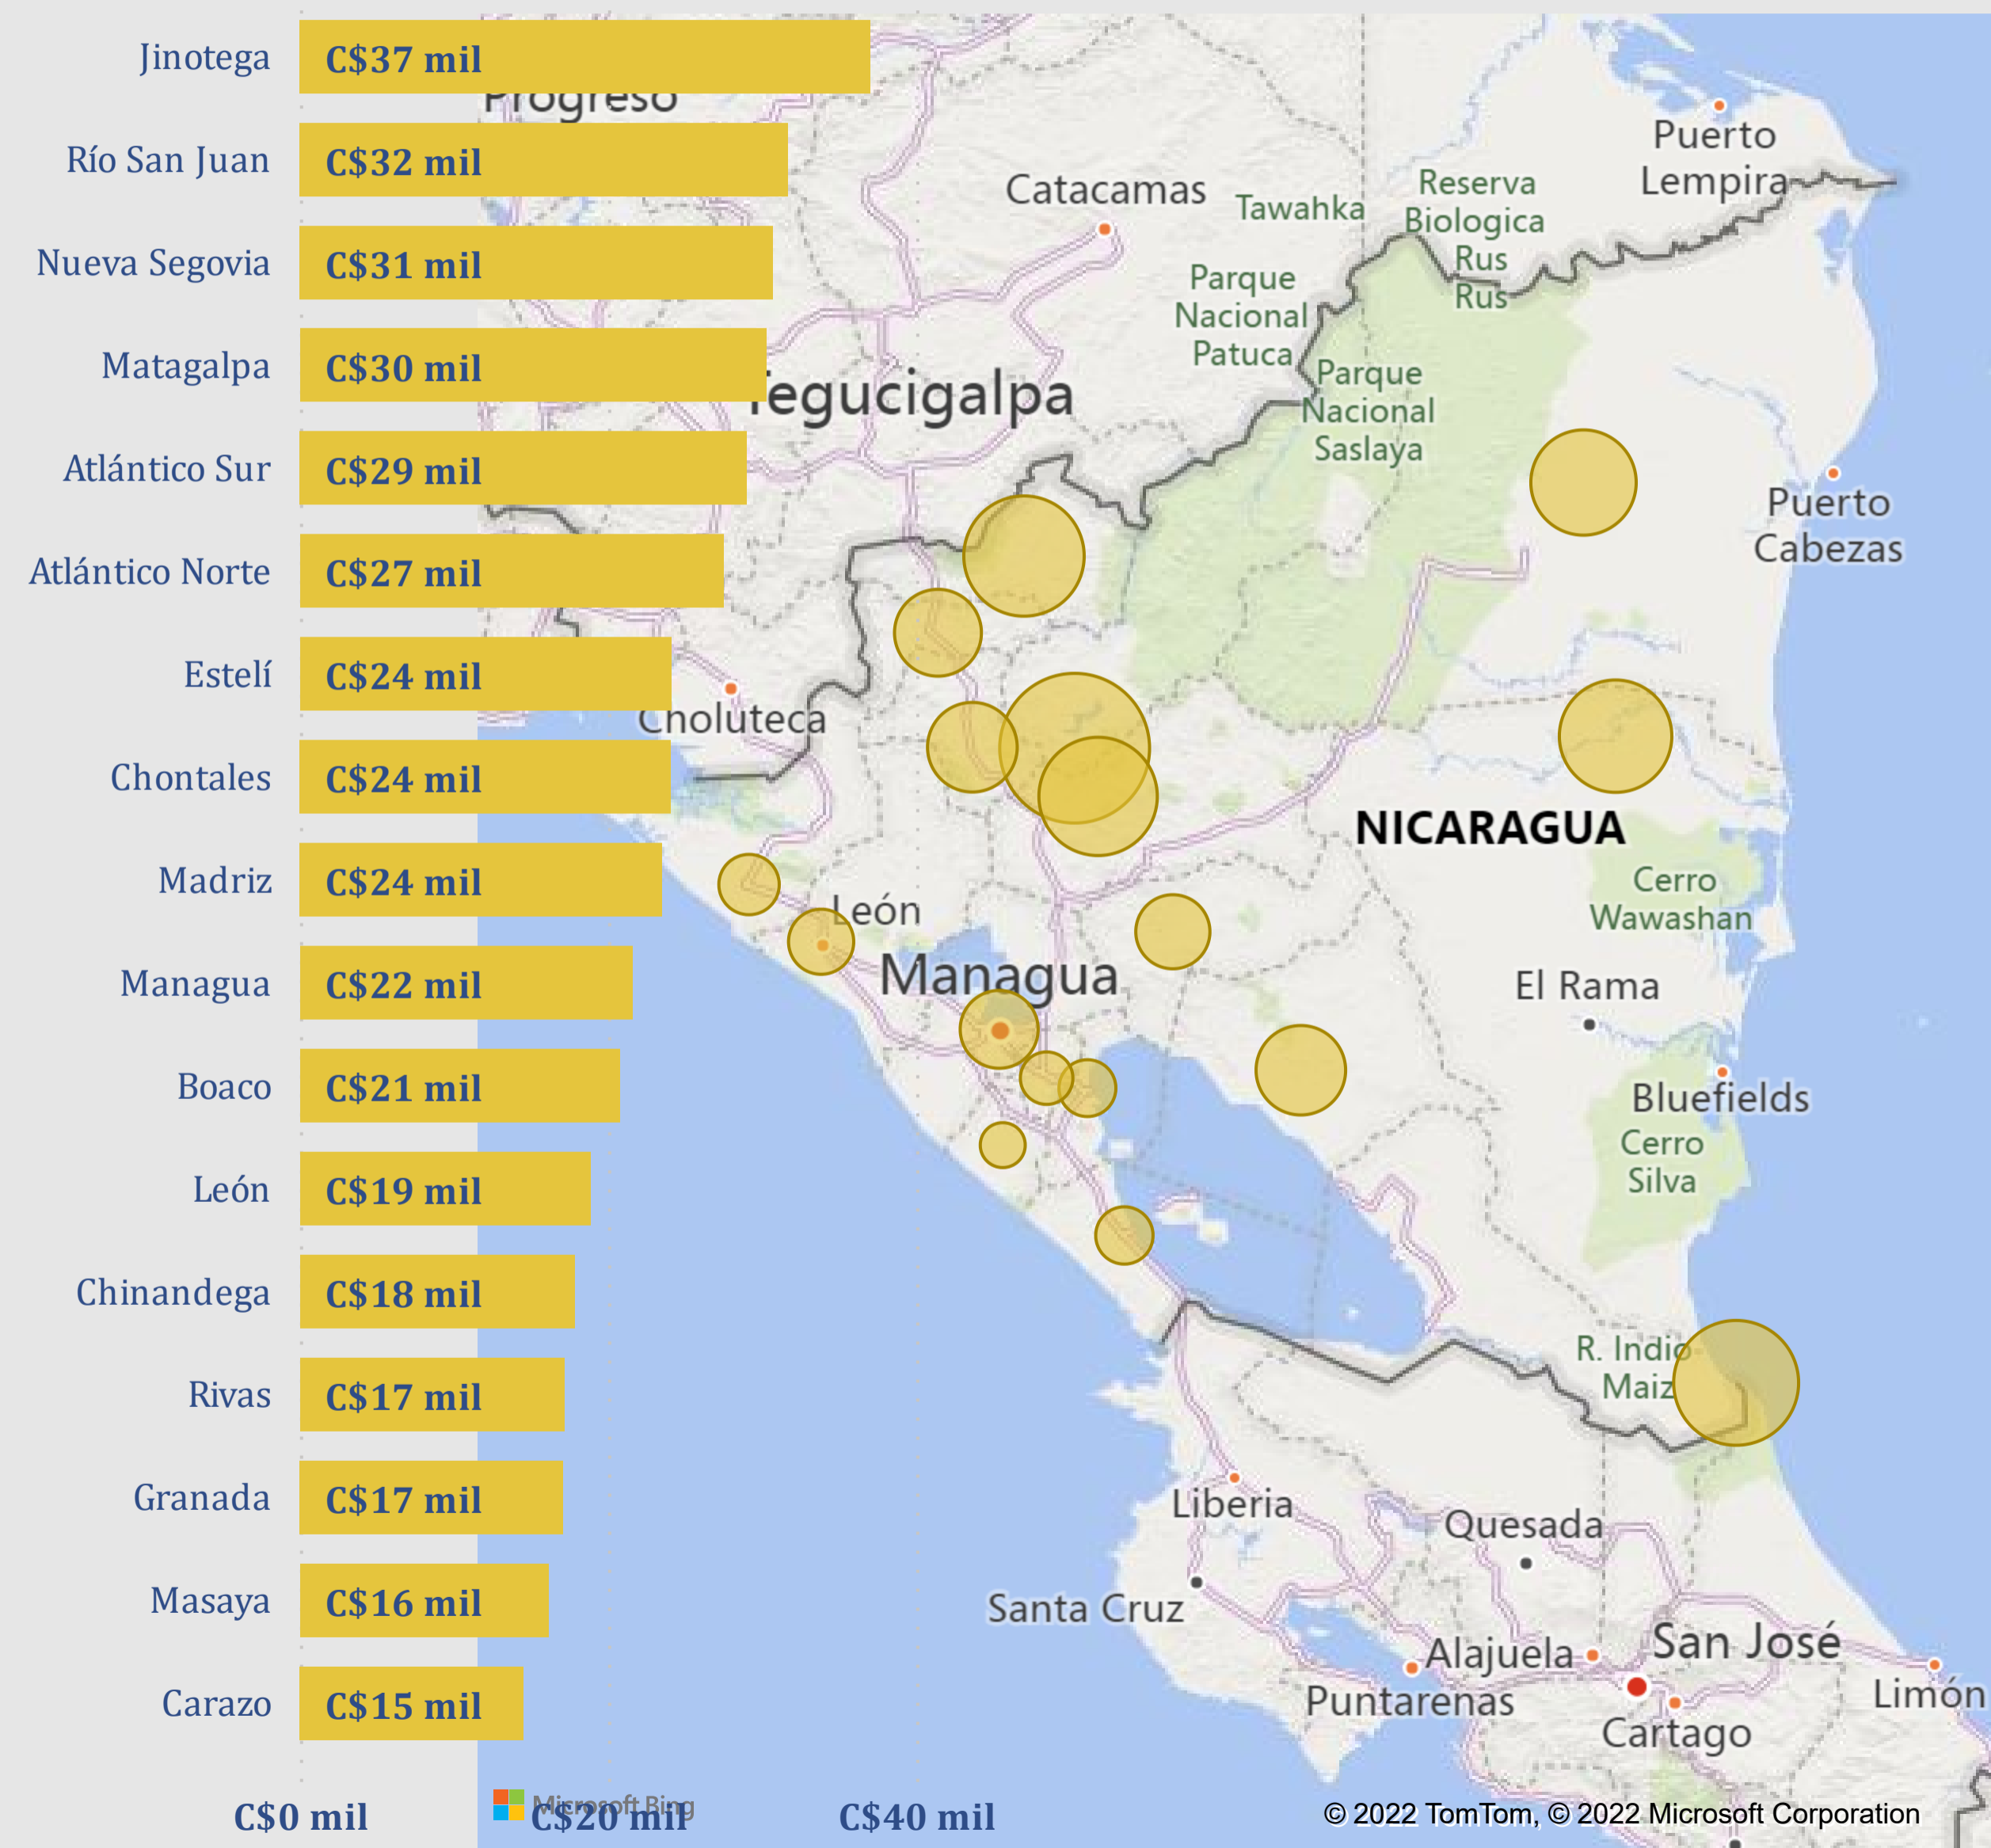 Jinotega
C$37 mil
Río San Juan
C$32 mil
Nueva Segovia
C$31 mil
Matagalpa
C$30 mil
Atlántico Sur
C$29 mil
Atlántico Norte
C$27 mil
Estelí
C$24 mil
Chontales
C$24 mil
Madriz
C$24 mil
Managua
C$22 mil
Boaco
C$21 mil
León
C$19 mil
Chinandega
C$18 mil
Rivas
C$17 mil
Granada
C$17 mil
Masaya
C$16 mil
Carazo
C$15 mil
C$0 mil
C$20 mil
C$40 mil
Progreso
Catacamas
Tawahka
Reserva
Biologica
Rus
Rus
Puerto
Lempira
Parque
Nacional
Patuca
Tegucigalpa
Parque
Nacional
Saslaya
Puerto
Cabezas
Choluteca
NICARAGUA
León
Managua
Cerro
Wawashan
El Rama
Bluefields
Cerro
Silva
R. Indio
Maiz
Liberia
Quesada
Santa Cruz
Alajuela
San José
Puntarenas
Cartago
Limón
Microsoft Bing
© 2022 TomTom, © 2022 Microsoft Corporation